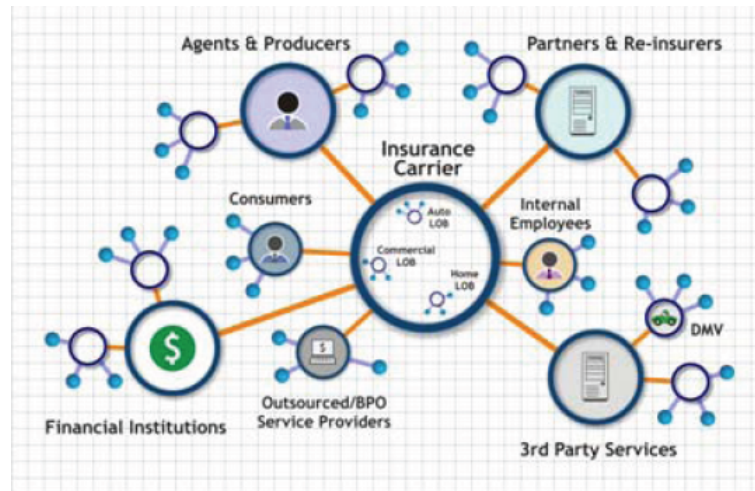 Agents & Producers
Partners & Re-insurers
Insurance
Carrier
Auto
LOB
Commercial
LOB
Home
LOB
Consumers
Internal
Employees
DMV
$
$
Outsourced/BPO
Service Providers
Financial Institutions
3rd Party Services